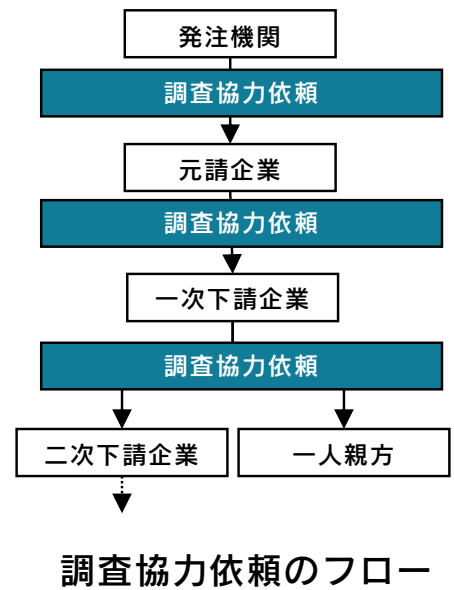 発注機関
調査協力依頼
元請企業
調査協力依頼
一次下請企業
調査協力依頼
二次下請企業
一人親方
調査協力依頼のフロー